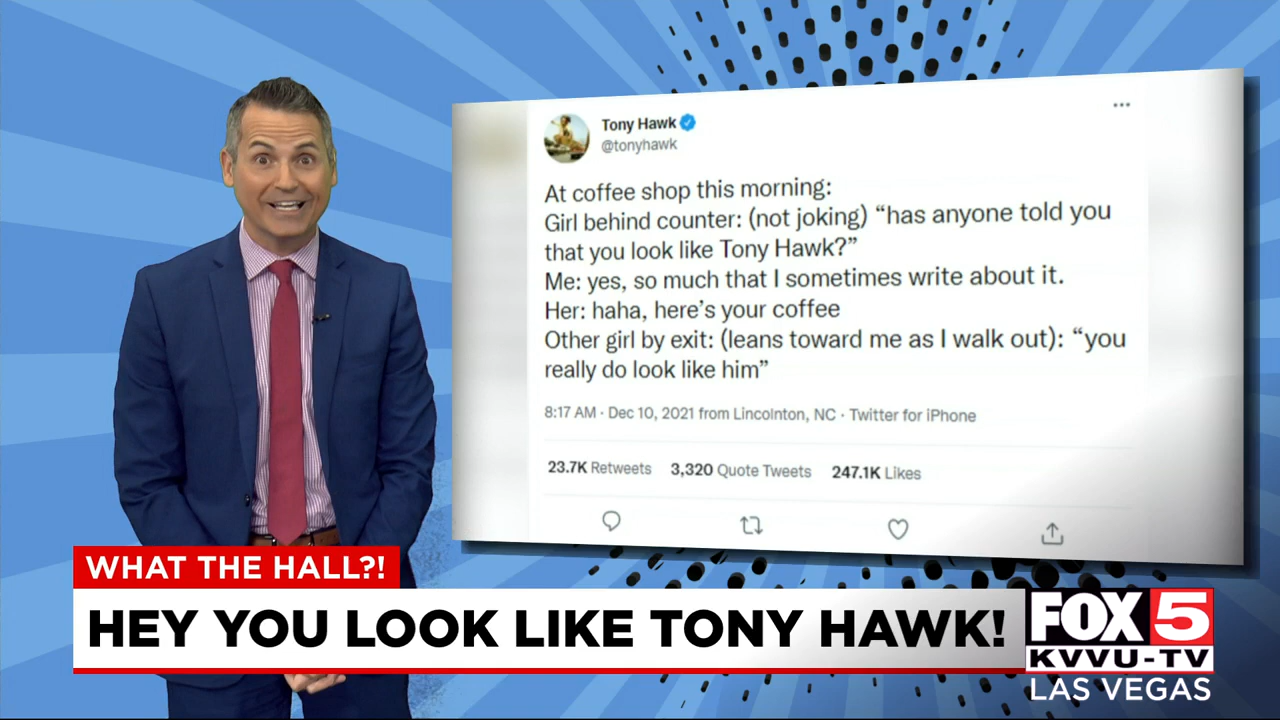 Tony Hawk
@tonyhawk
At coffee shop this morning:
Girl behind counter: (not joking) “has anyone told you
that you look like Tony Hawk?”
Me: yes, so much that I sometimes write about it.
Her: haha, here’s your coffee
Other girl by exit: (leans toward me as I walk out): “you
really do look like him”
8:17 AM · Dec 10, 2021 from Lincolnton, NC · Twitter for iPhone
23.7K Retweets 3,320 Quote Tweets 247.1K Likes
WHAT THE HALL?!
HEY YOU LOOK LIKE TONY HAWK!
FOX 5
KVVU-TV
LAS VEGAS